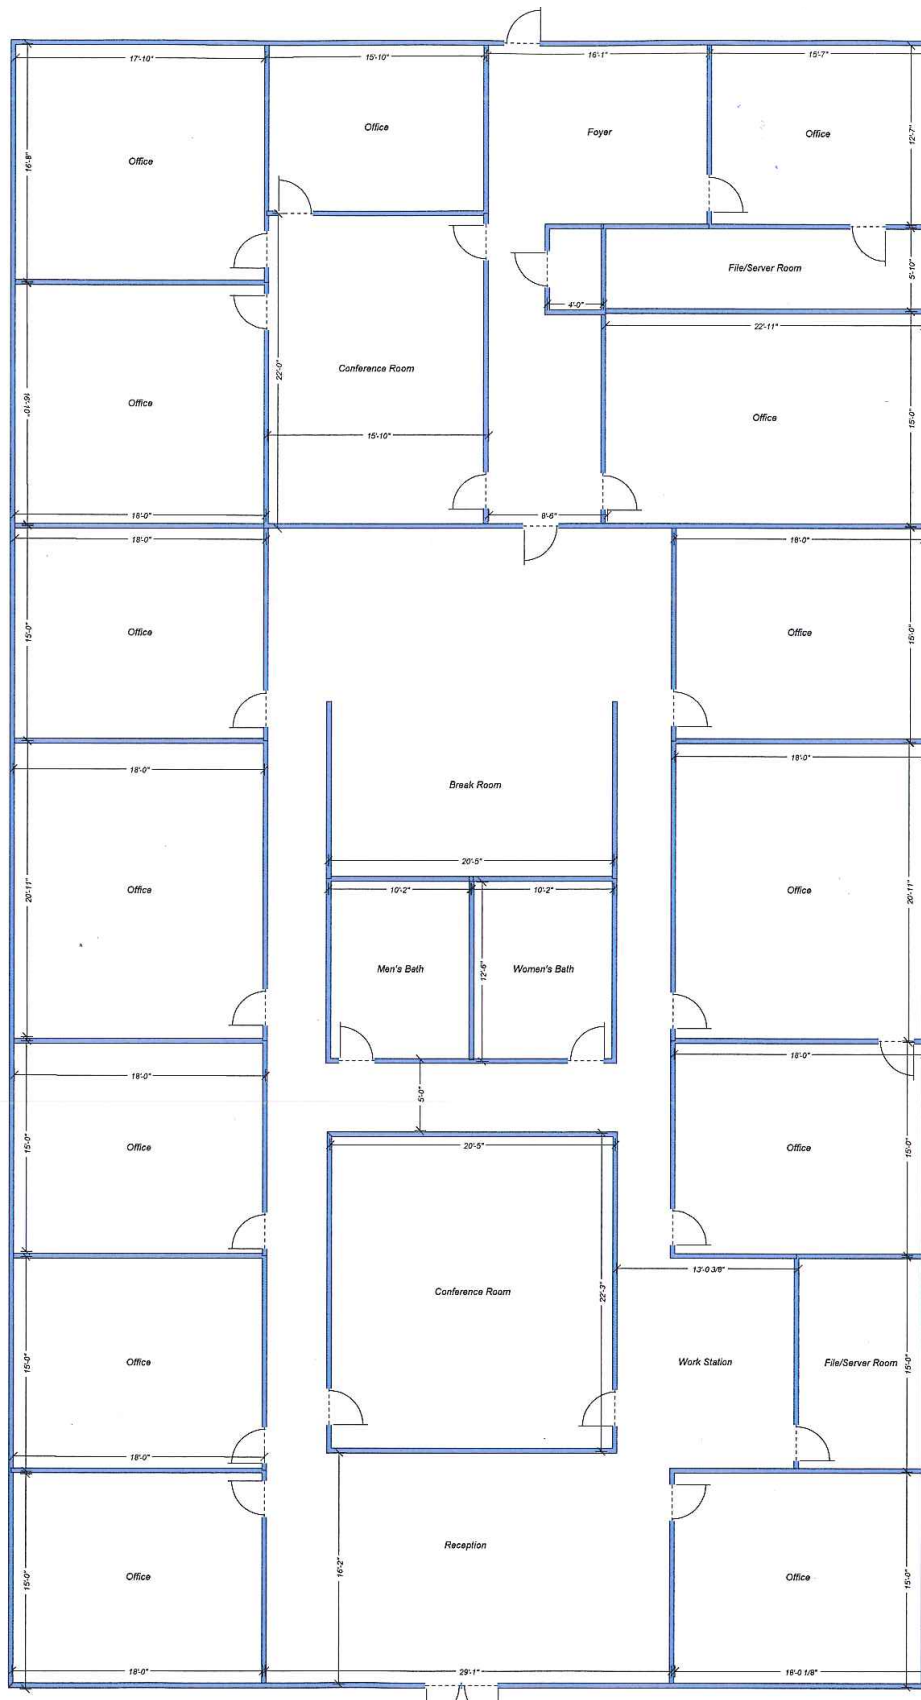 17'-10"
15'-10"
16'-1"
15'-7"
16'-8"
Office
Office
Foyer
Office
12'-7"
File/Server Room
5'-10"
4'-0"
22'-11"
16'-10"
Office
22'-0"
Conference Room
15'-10"
Office
15'-0"
18'-0"
8'-6"
18'-0"
18'-0"
15'-0"
Office
Office
15'-0"
18'-0"
18'-0"
Break Room
20'-5"
20'-11"
Office
10'-2"
10'-2"
Office
20'-11"
Men's Bath
12'-6"
Women's Bath
18'-0"
5'-0"
18'-0"
15'-0"
Office
20'-5"
Office
15'-0"
13'-0 3/8"
Conference Room
22'-3"
15'-0"
Office
Work Station
File/Server Room
15'-0"
18'-0"
Reception
16'-2"
15'-0"
Office
Office
15'-0"
18'-0"
29'-1"
18'-0 1/8"